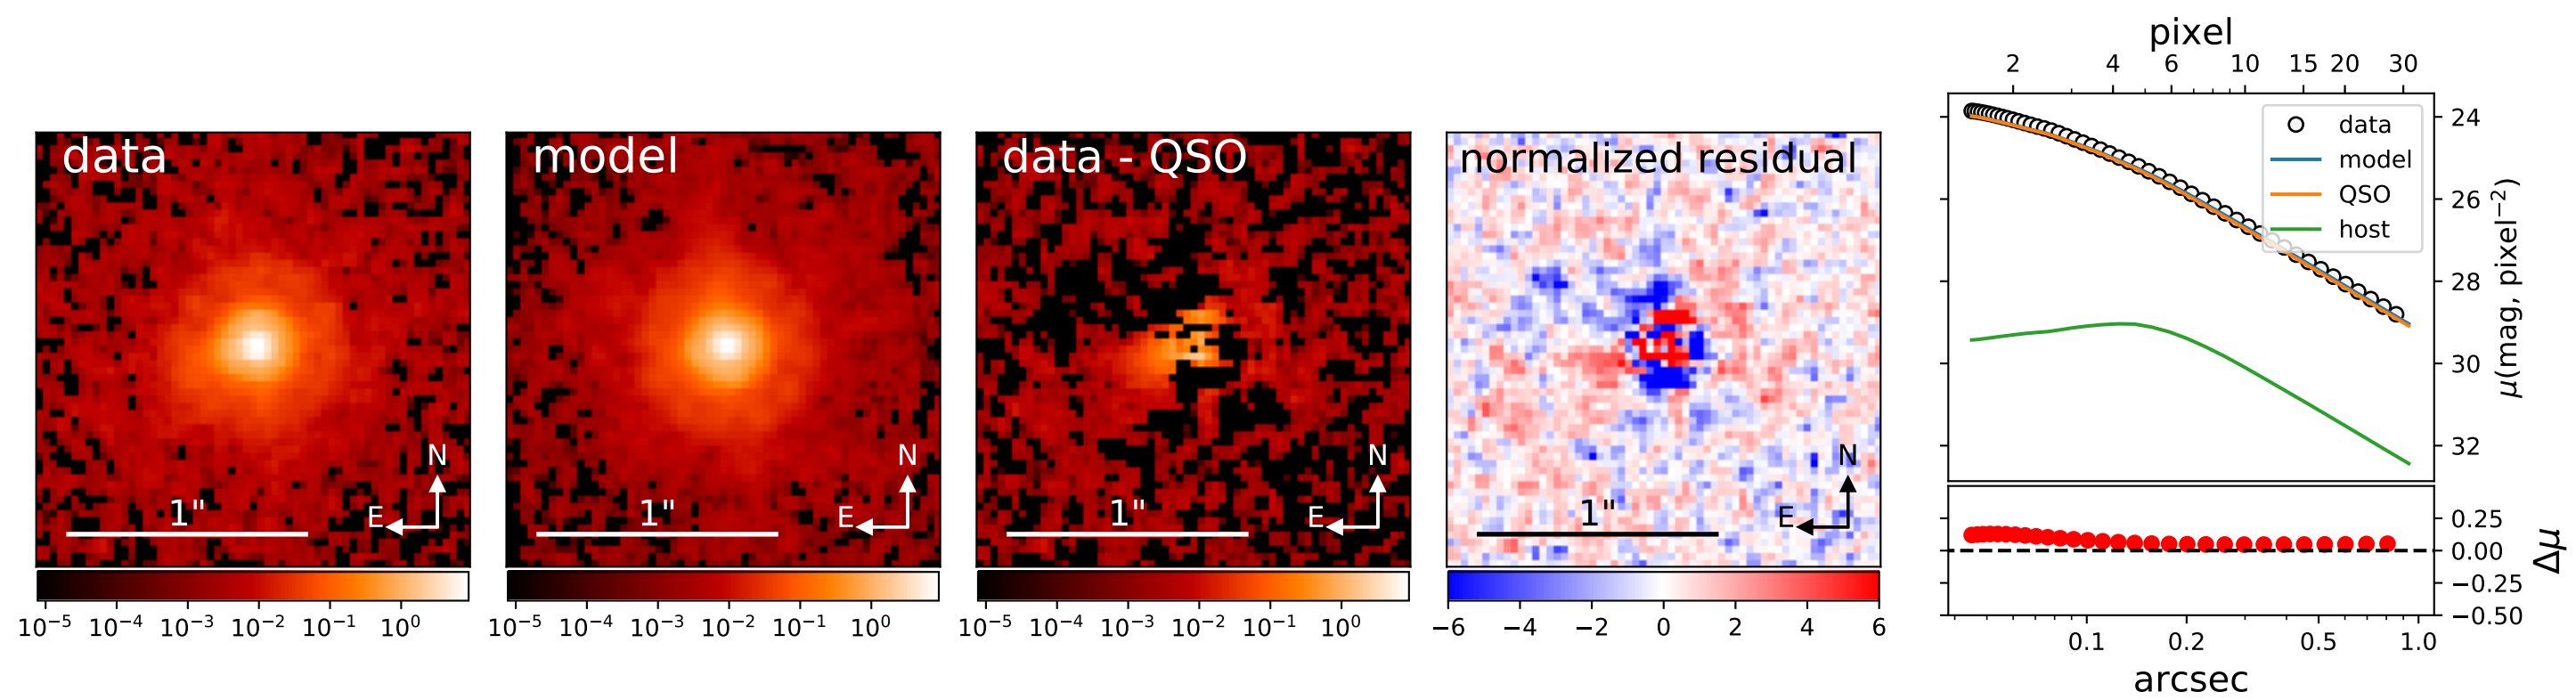 data
N
E
1"
10⁻⁵ 10⁻⁴ 10⁻³ 10⁻² 10⁻¹ 10⁰
model
N
E
1"
10⁻⁵ 10⁻⁴ 10⁻³ 10⁻² 10⁻¹ 10⁰
data - QSO
N
E
1"
10⁻⁵ 10⁻⁴ 10⁻³ 10⁻² 10⁻¹ 10⁰
normalized residual
N
E
1"
−6 −4 −2 0 2 4 6
pixel
2 4 6 10 15 20 30
data
model
QSO
host
24
26
28
30
32
μ(mag, pixel⁻²)
0.25
0.00
−0.25
−0.50
Δμ
0.1 0.2 0.5 1.0
arcsec